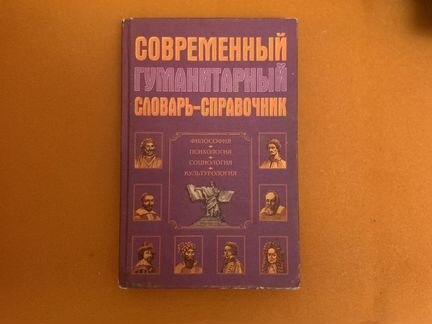 СОВРЕМЕННЫЙ
ГУМАНИТАРНЫЙ
СЛОВАРЬ-СПРАВОЧНИК
ФИЛОСОФИЯ
ПСИХОЛОГИЯ
СОЦИОЛОГИЯ
КУЛЬТУРОЛОГИЯ